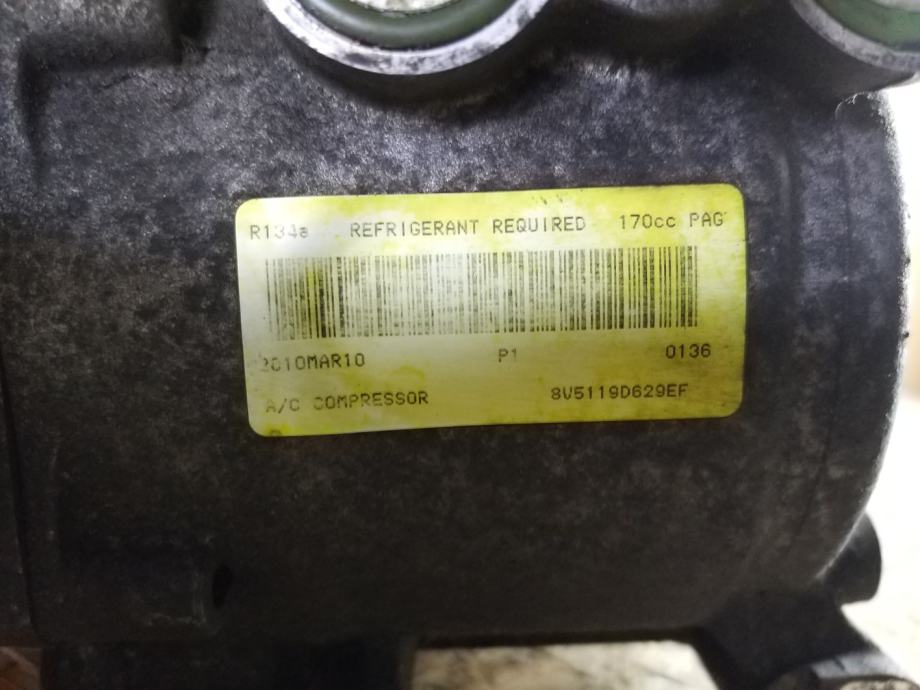 R134a REFRIGERANT REQUIRED 170cc PAG
2010MAR10 P1 0136
A/C COMPRESSOR 8V5119D629EF